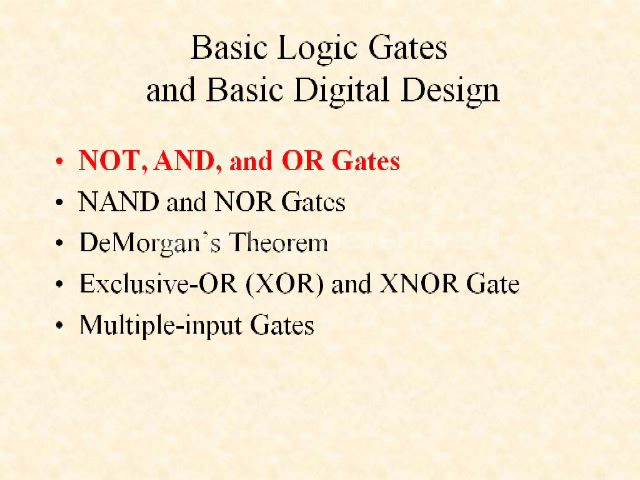 Basic Logic Gates
and Basic Digital Design
• NOT, AND, and OR Gates
• NAND and NOR Gates
• DeMorgan's Theorem
• Exclusive-OR (XOR) and XNOR Gate
• Multiple-input Gates